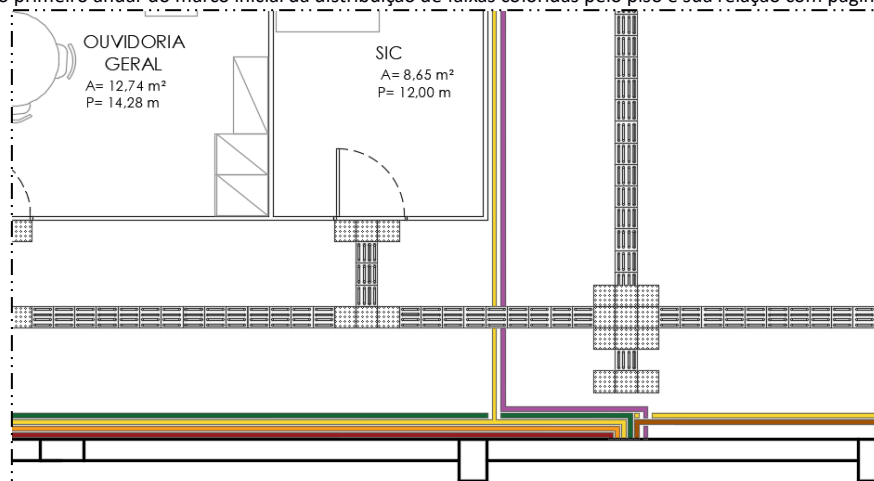 primeiro andar do marco inicial da distribuição de faixas coloridas pelo piso e sua relação com
OUVIDORIA
GERAL
A= 12,74 m²
P= 14,28 m
SIC
A= 8,65 m²
P= 12,00 m